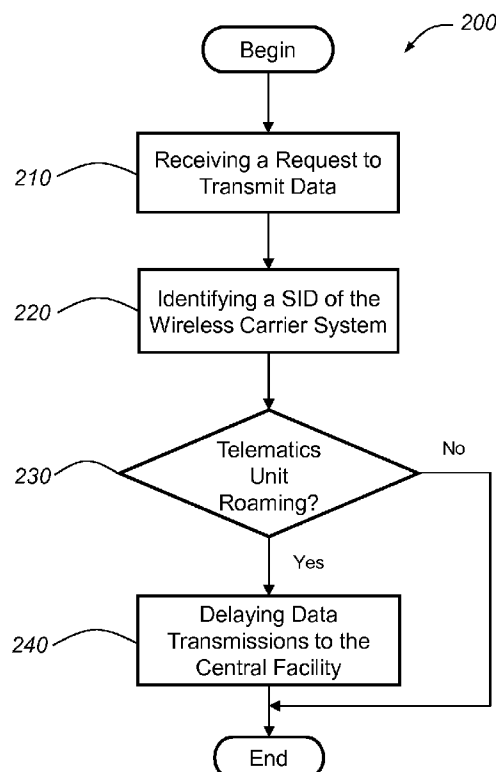 200
Begin
210
Receiving a Request to
Transmit Data
220
Identifying a SID of the
Wireless Carrier System
230
Telematics
Unit
Roaming?
No
Yes
240
Delaying Data
Transmissions to the
Central Facility
End